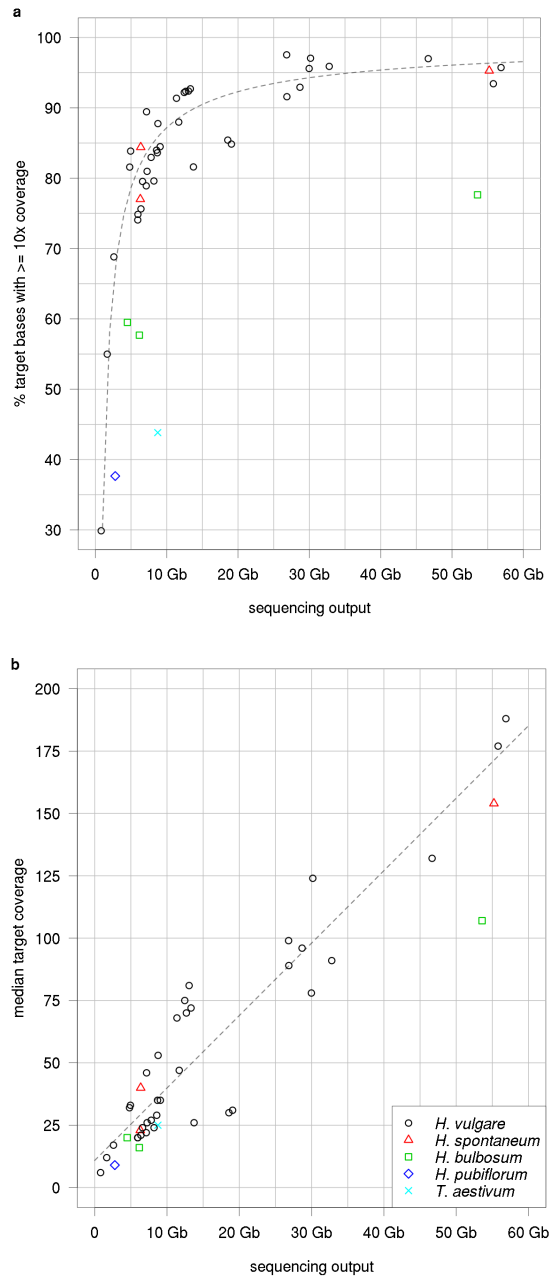 a
% target bases with >= 10x coverage
100
90
80
70
60
50
40
30
0 10 Gb 20 Gb 30 Gb 40 Gb 50 Gb 60 Gb
sequencing output
b
median target coverage
200
175
150
125
100
75
50
25
0
H. vulgare
H. spontaneum
H. bulbosum
H. pubiflorum
T. aestivum
0 10 Gb 20 Gb 30 Gb 40 Gb 50 Gb 60 Gb
sequencing output